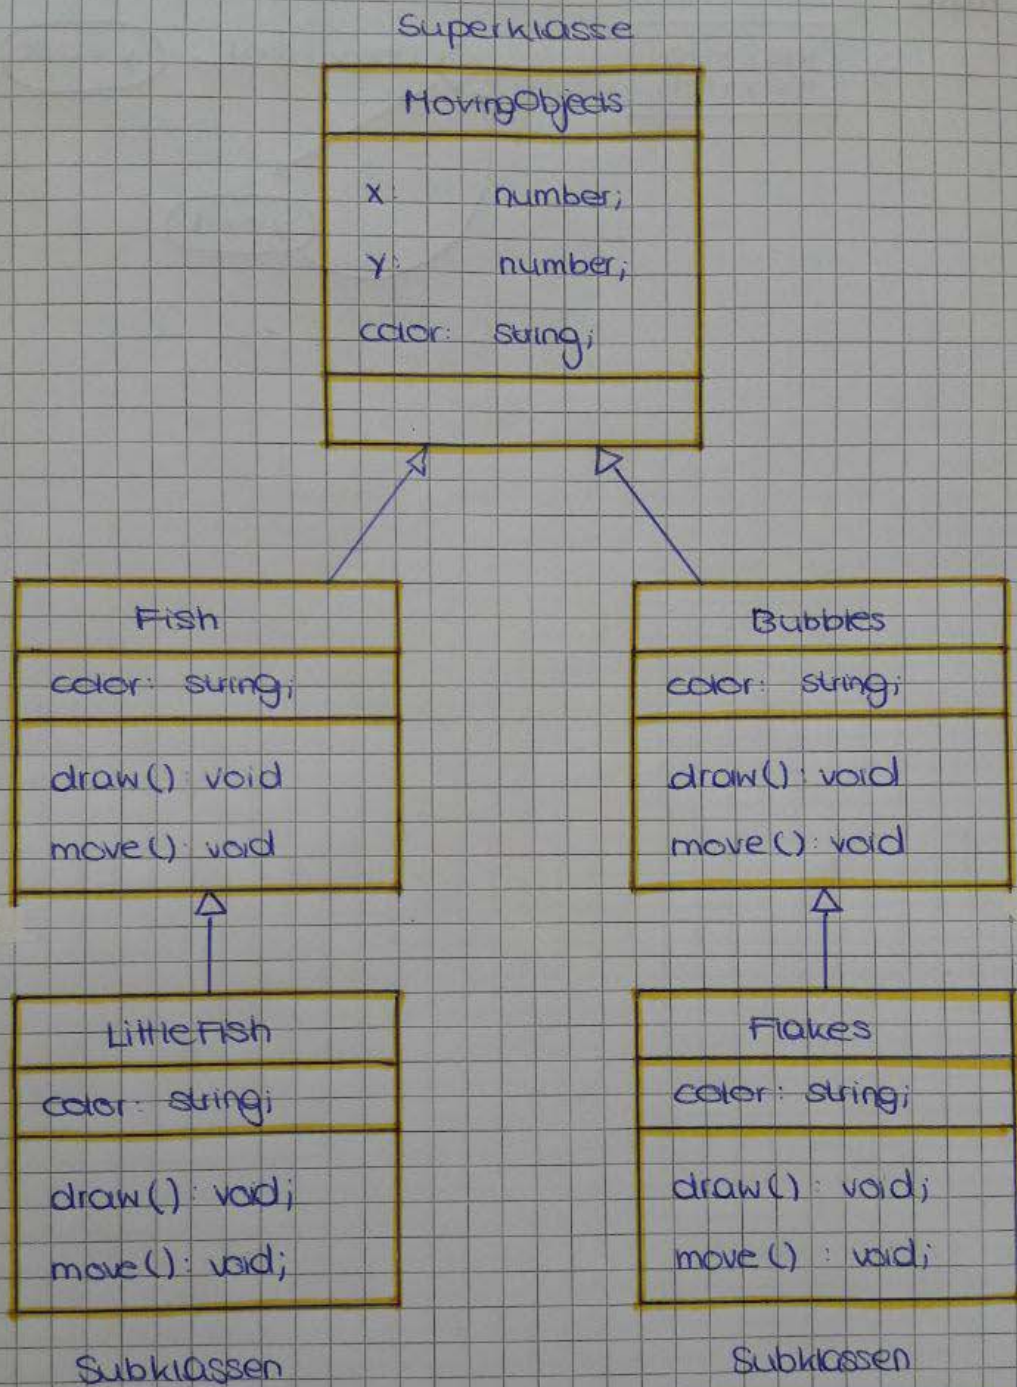 Superklasse
MovingObjects
x: number;
y: number;
color: string;
Fish
color: string;
draw(): void
move(): void
Bubbles
color: string;
draw(): void
move(): void
LittleFish
color: string;
draw(): void;
move(): void;
Subklassen
Flakes
color: string;
draw(): void;
move() : void;
Subklassen